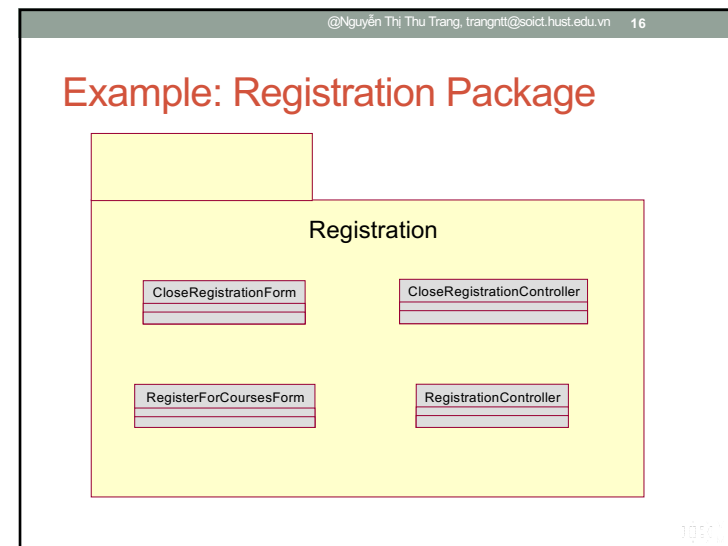 @Nguyễn Thị Thu Trang, trangntt@soict.hust.edu.vn 16
Example: Registration Package
Registration
CloseRegistrationForm
CloseRegistrationController
RegisterForCoursesForm
RegistrationController